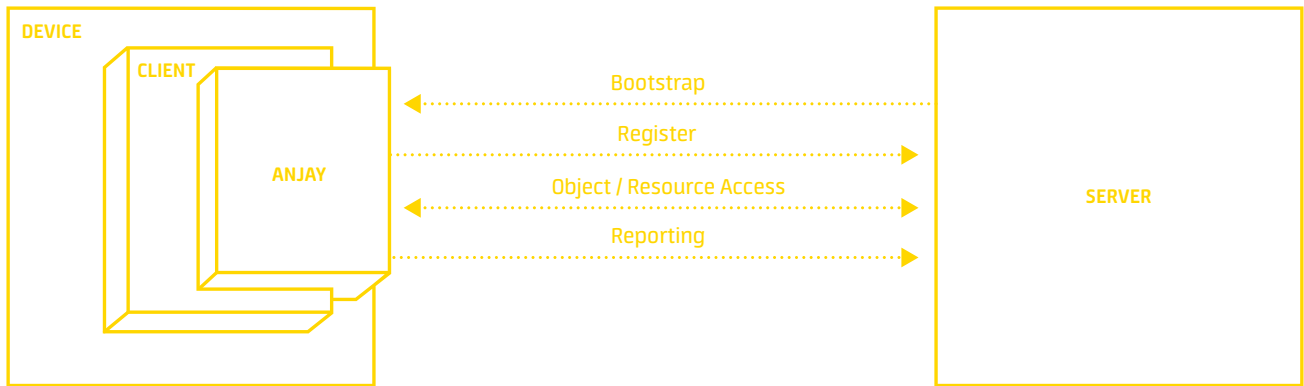 DEVICE
CLIENT
ANJAY
Bootstrap
Register
Object / Resource Access
Reporting
SERVER